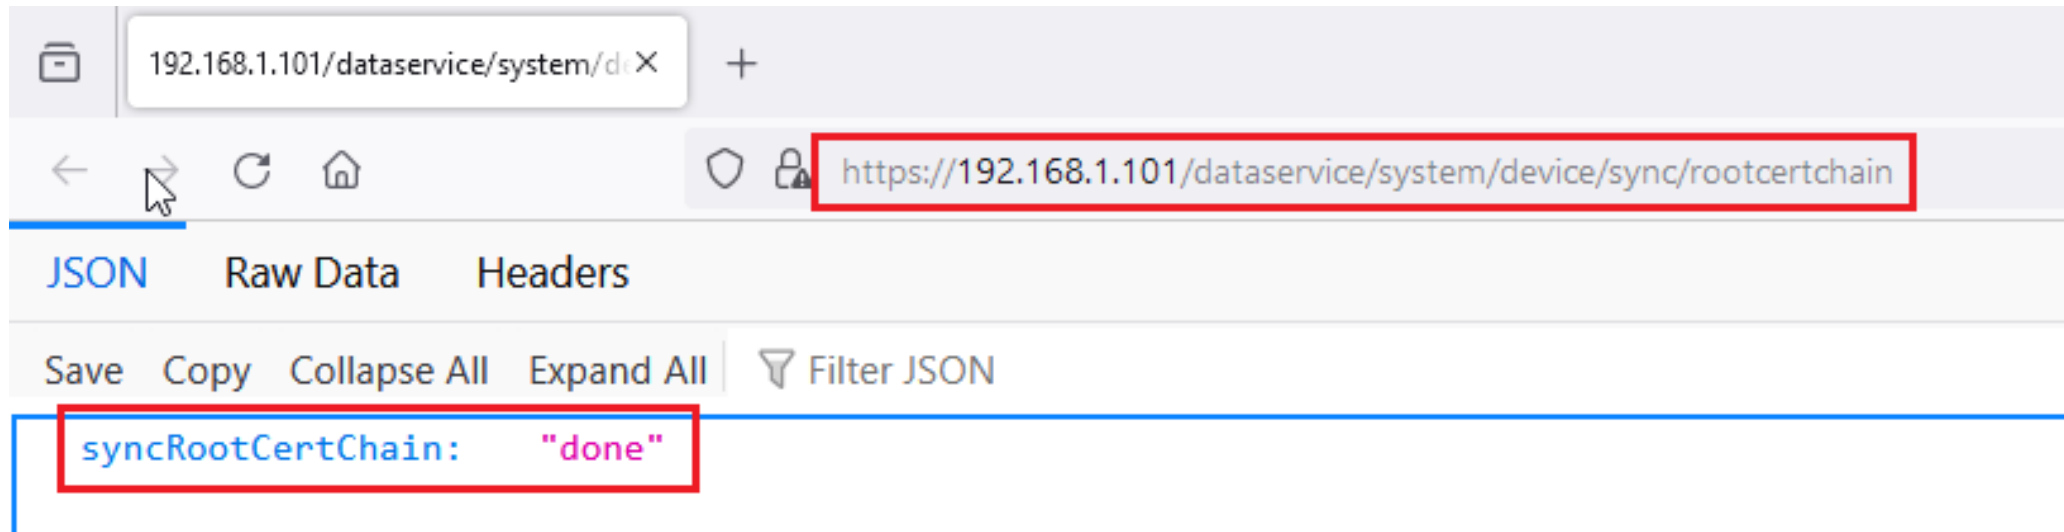 192.168.1.101/dataservice/system/de
https://192.168.1.101/dataservice/system/device/sync/rootcertchain
JSON Raw Data Headers
Save Copy Collapse All Expand All Filter JSON
syncRootCertChain: "done"